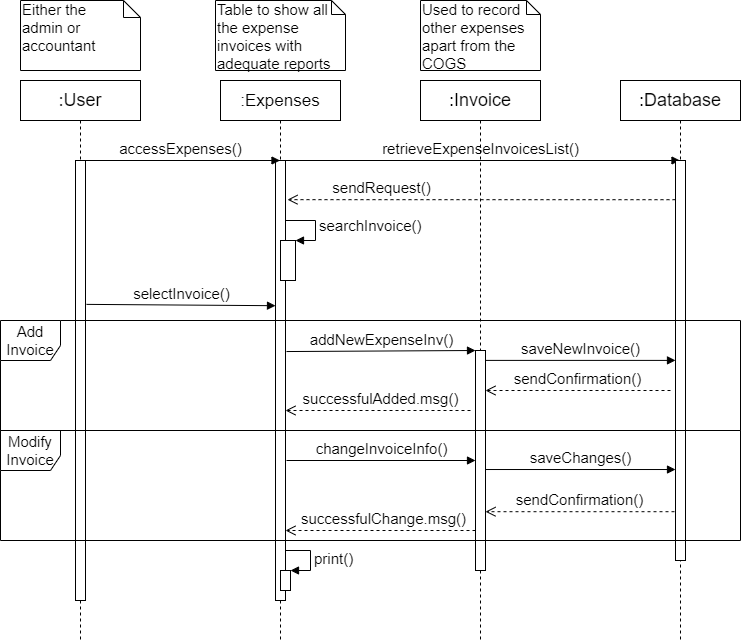 Either the
admin or
accountant
Table to show all
the expense
invoices with
adequate reports
Used to record
other expenses
apart from the
COGS
:User
:Expenses
:Invoice
:Database
accessExpenses()
retrieveExpenseInvoicesList()
sendRequest()
searchInvoice()
selectInvoice()
Add
Invoice
addNewExpenseInv()
saveNewInvoice()
sendConfirmation()
successfulAdded.msg()
Modify
Invoice
changeInvoiceInfo()
saveChanges()
sendConfirmation()
successfulChange.msg()
print()